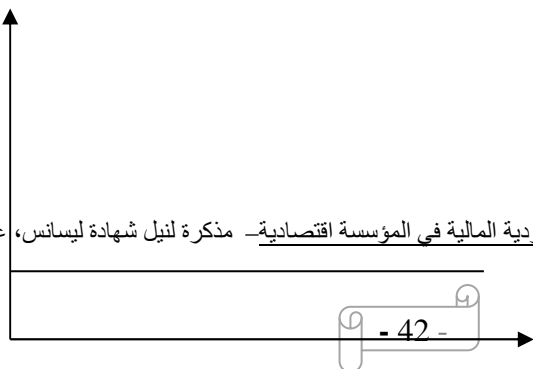 دية المالية في المؤسسة اقتصادية– مذكرة لنيل شهادة ليسانس،
- 42 -